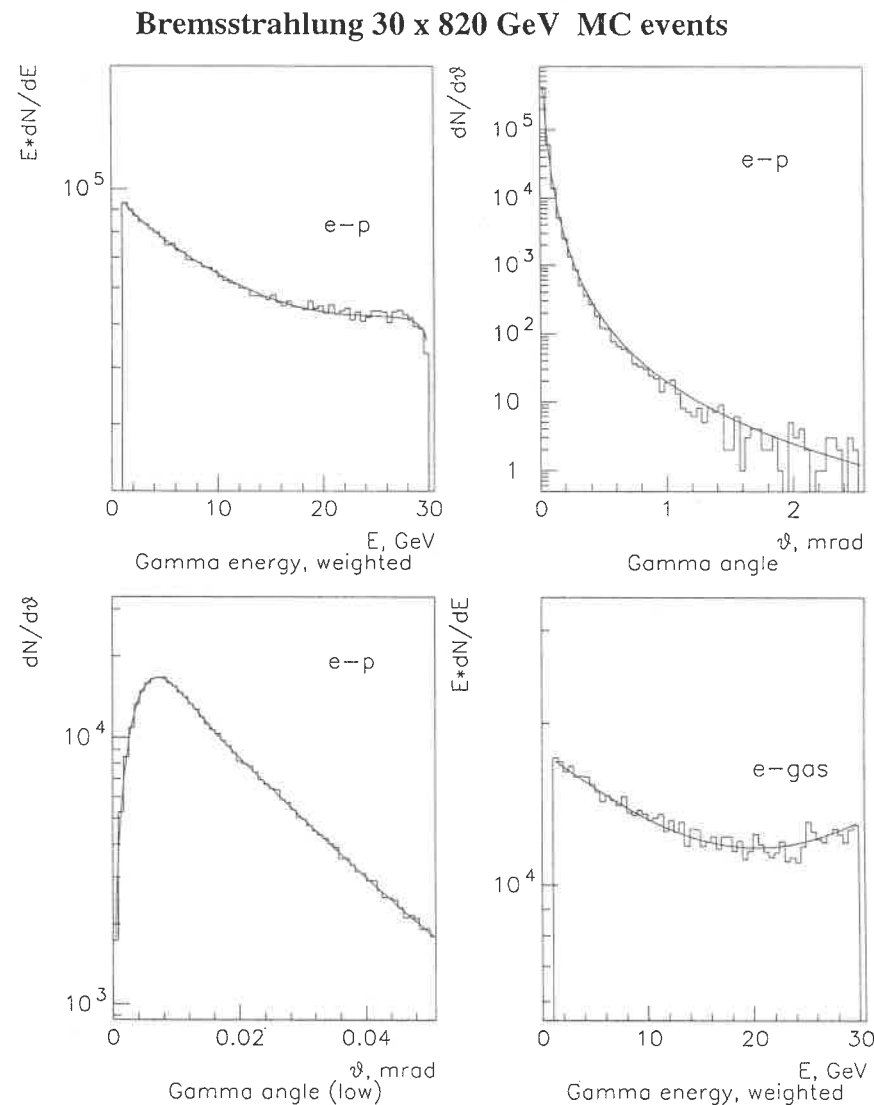 Bremsstrahlung 30 x 820 GeV MC events
E*dN/dE
10^5
e-p
0 10 20 30
E, GeV
Gamma energy, weighted
dN/dϑ
10^5
10^4
10^3
10^2
10
1
e-p
0 1 2
ϑ, mrad
Gamma angle
dN/dϑ
10^4
10^3
e-p
0 0.02 0.04
ϑ, mrad
Gamma angle (low)
E*dN/dE
10^4
e-gas
0 10 20 30
E, GeV
Gamma energy, weighted